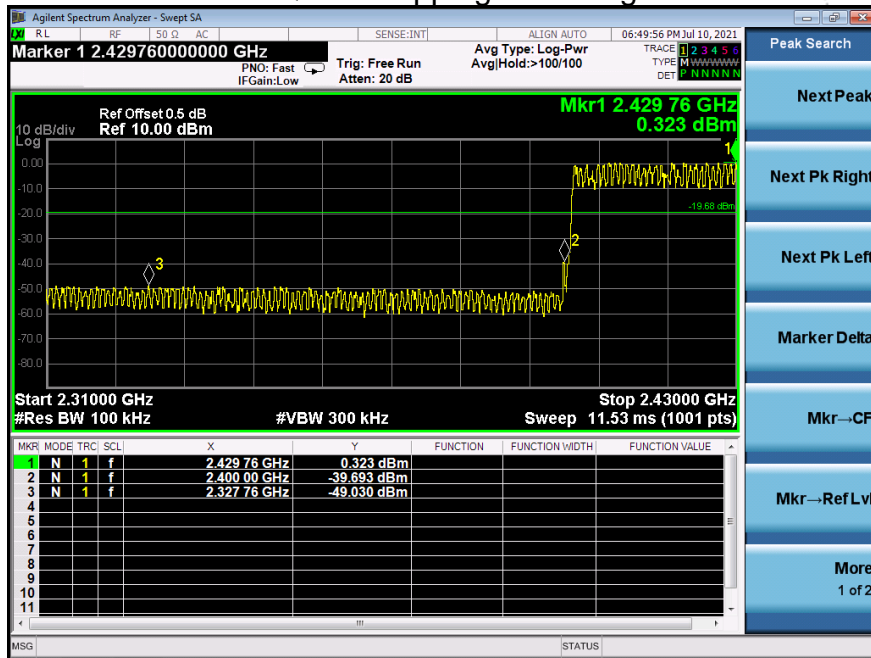 Agilent Spectrum Analyzer - Swept SA
LXI RL RF 50 Ω AC SENSE:INT ALIGN AUTO 06:49:56 PM Jul 10, 2021
Marker 1 2.429760000000 GHz Avg Type: Log-Pwr TRACE 1 2 3 4 5 6
PNO: Fast Trig: Free Run Avg|Hold:>100/100 TYPE M WWWWW
IFGain:Low Atten: 20 dB DET P N N N N N
Peak Search
Ref Offset 0.5 dB Mkr1 2.429 76 GHz
10 dB/div Ref 10.00 dBm 0.323 dBm
Log
1
0.00
-10.0
-20.0 -19.68 dBm
-30.0
2
-40.0
3
-50.0
-60.0
-70.0
-80.0
Start 2.31000 GHz Stop 2.43000 GHz
#Res BW 100 kHz #VBW 300 kHz Sweep 11.53 ms (1001 pts)
MKR MODE TRC SCL X Y FUNCTION FUNCTION WIDTH FUNCTION VALUE
1 N 1 f 2.429 76 GHz 0.323 dBm
2 N 1 f 2.400 00 GHz -39.693 dBm
3 N 1 f 2.327 76 GHz -49.030 dBm
4
5
6
7
8
9
10
11
MSG STATUS
Next Peak
Next Pk Right
Next Pk Left
Marker Delta
Mkr→CF
Mkr→Ref Lvl
More
1 of 2